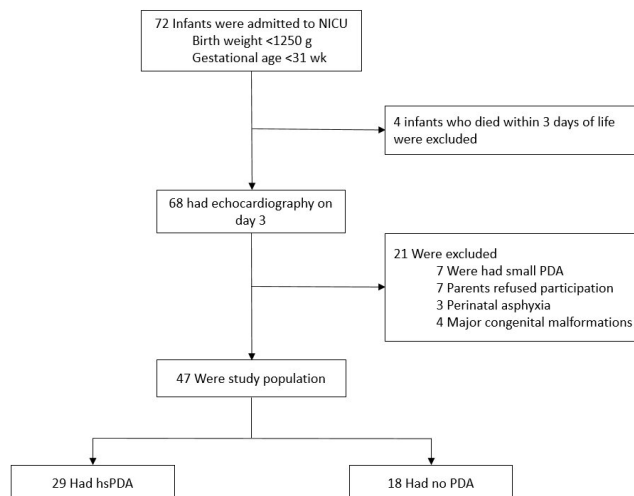 72 Infants were admitted to NICU
Birth weight <1250 g
Gestational age <31 wk
4 infants who died within 3 days of life
were excluded
68 had echocardiography on
day 3
21 Were excluded
7 Were had small PDA
7 Parents refused participation
3 Perinatal asphyxia
4 Major congenital malformations
47 Were study population
29 Had hsPDA
18 Had no PDA